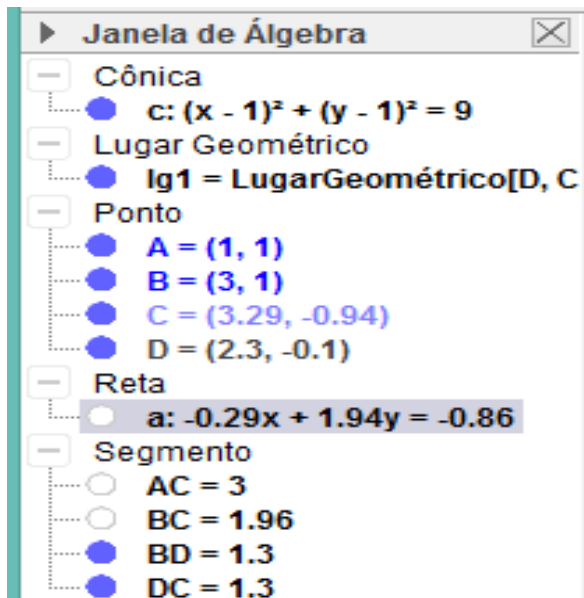 Janela de Álgebra
Cônica
c: (x - 1)² + (y - 1)² = 9
Lugar Geométrico
lg1 = LugarGeométrico[D, C
Ponto
A = (1, 1)
B = (3, 1)
C = (3.29, -0.94)
D = (2.3, -0.1)
Reta
a: -0.29x + 1.94y = -0.86
Segmento
AC = 3
BC = 1.96
BD = 1.3
DC = 1.3